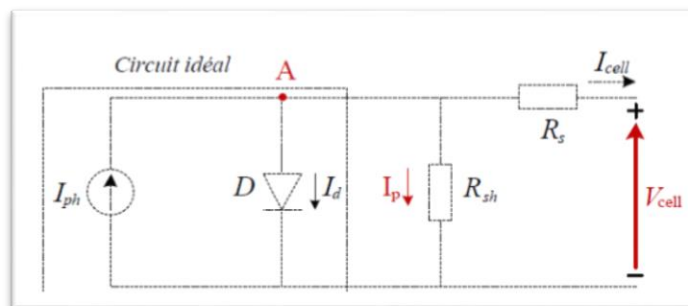 Circuit idéal
A
I_cell
+
R_s
I_ph
D
I_d
I_p
R_sh
V_cell
−